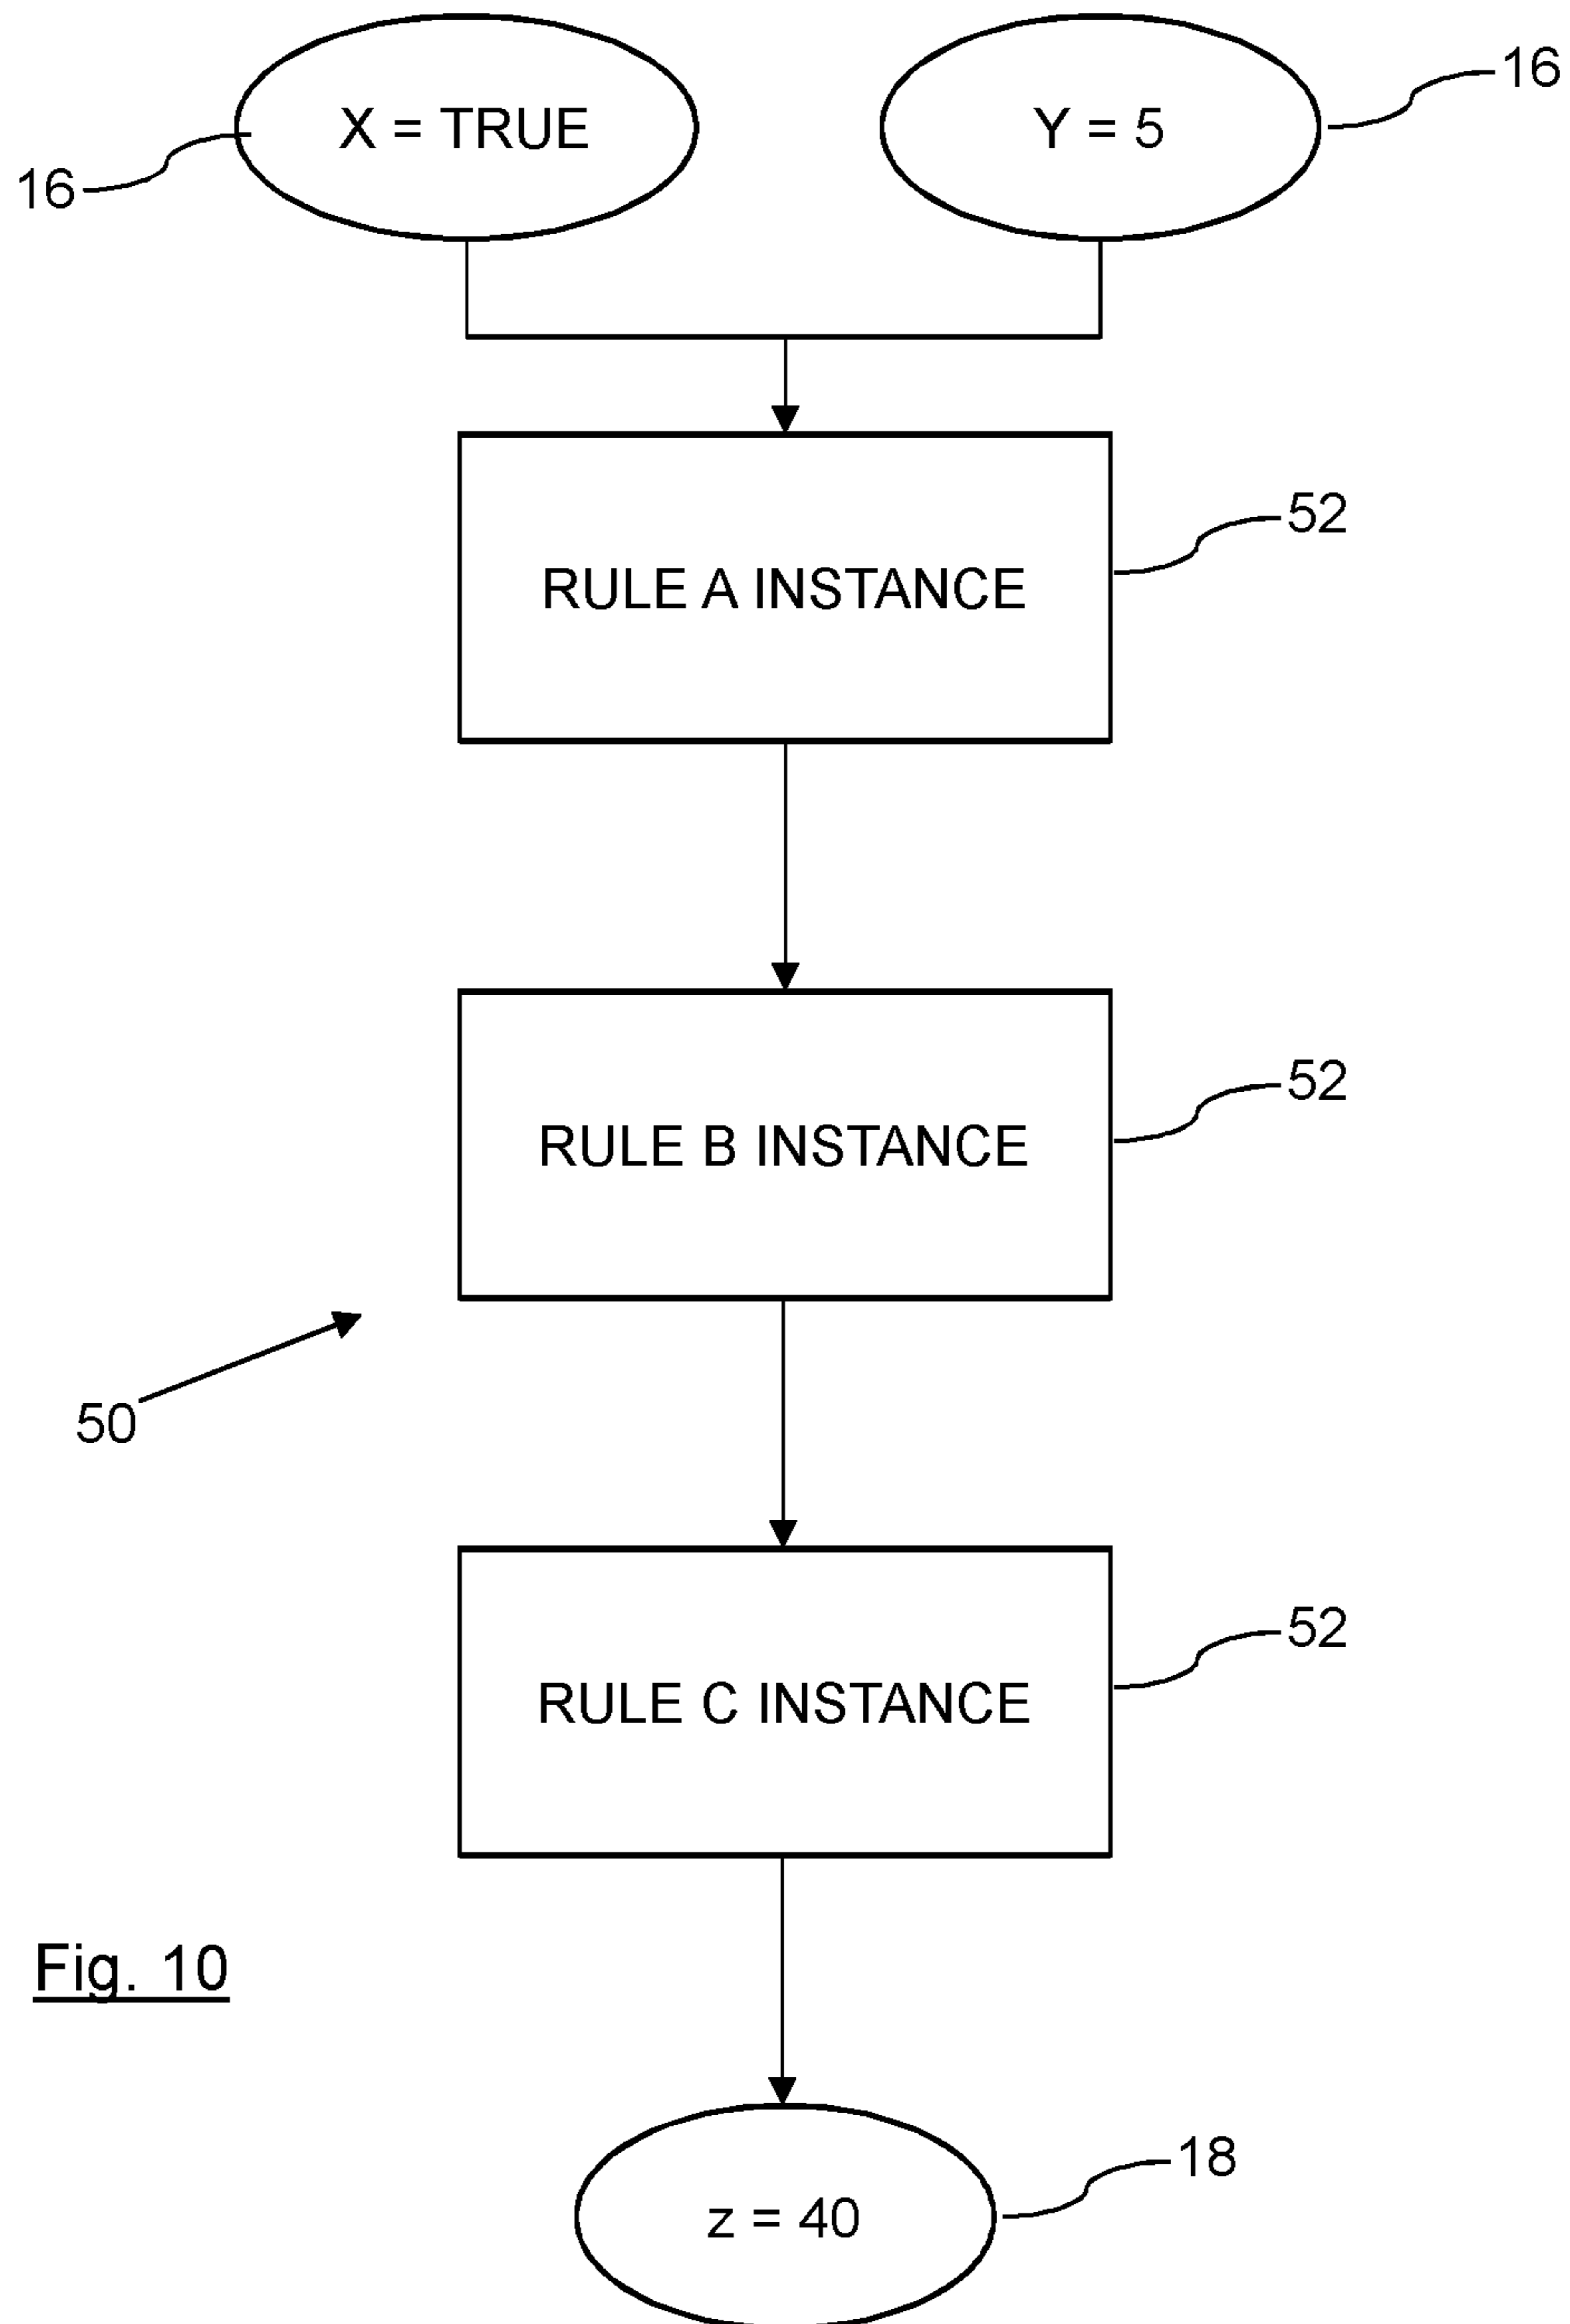 X = TRUE
Y = 5
16
16
RULE A INSTANCE
52
RULE B INSTANCE
52
50
RULE C INSTANCE
52
Fig. 10
z = 40
18